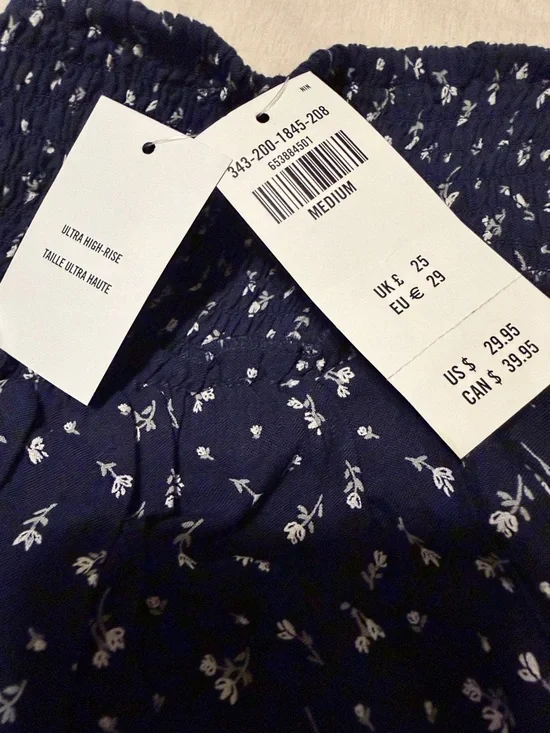 ULTRA HIGH-RISE
TAILLE ULTRA HAUTE
343-200-1845-208
653884501
MEDIUM
UK £ 25
EU € 29
US $ 29.95
CAN $ 39.95